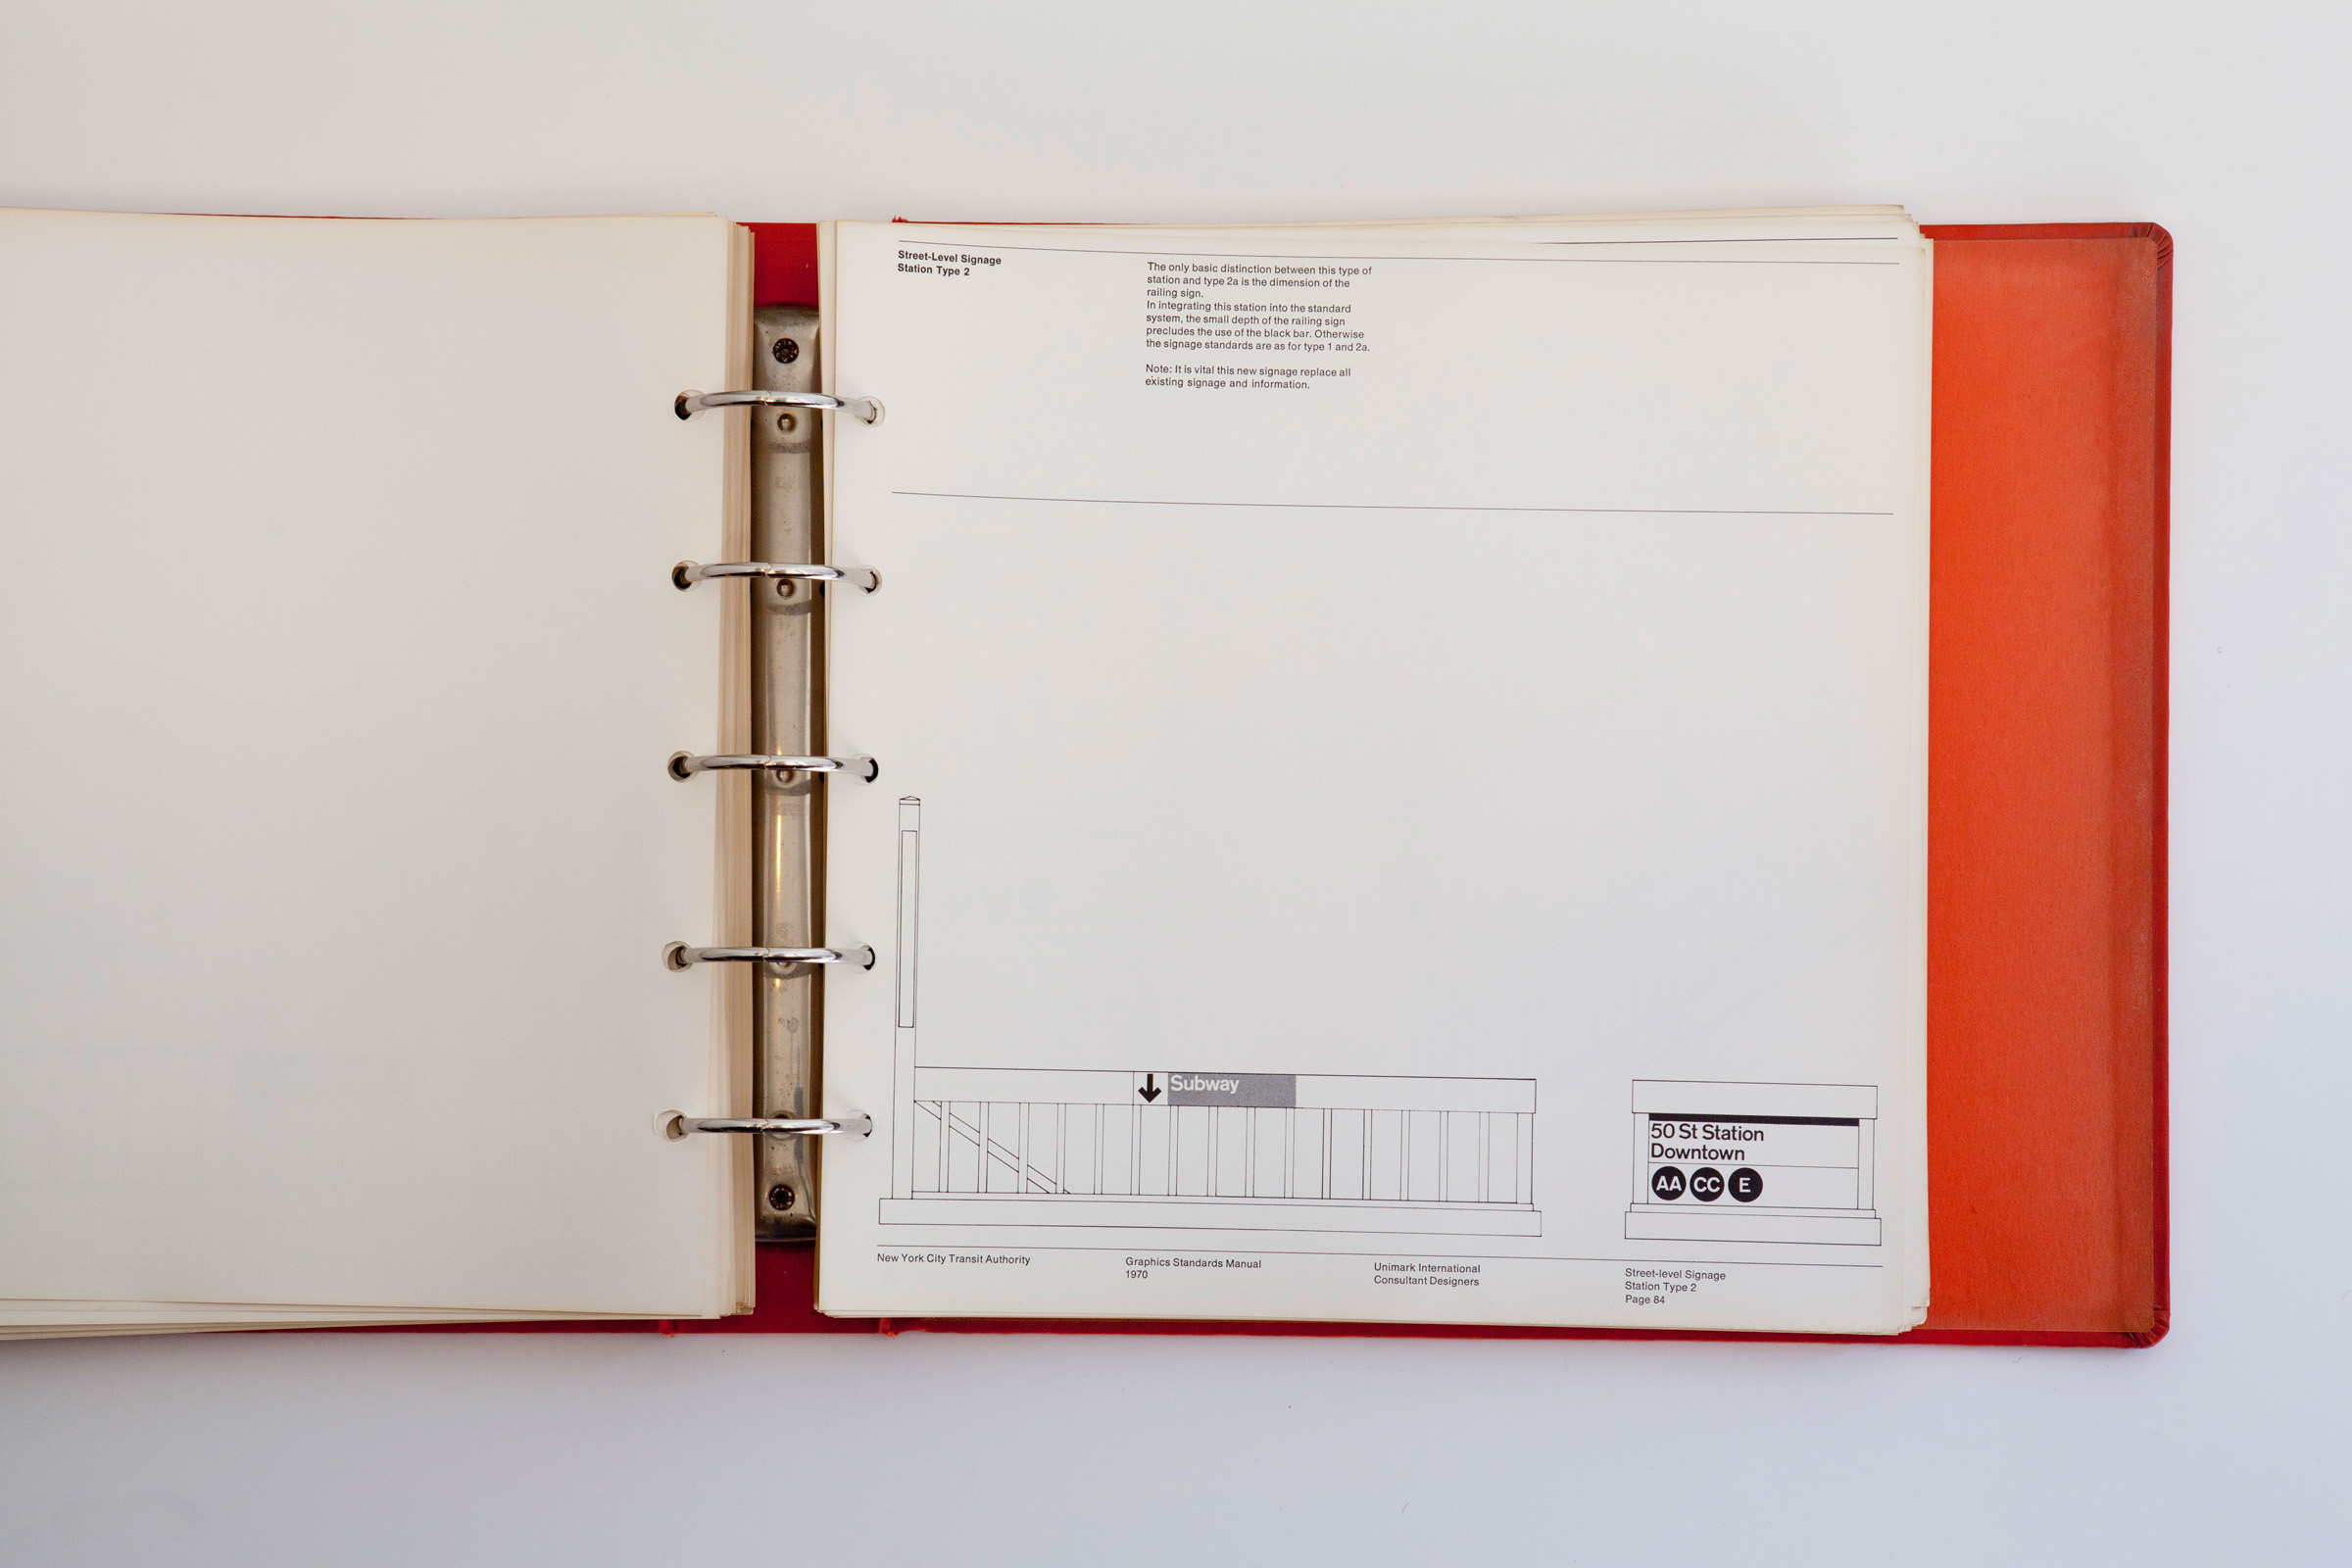 Street-Level Signage
Station Type 2
The only basic distinction between this type of
station and type 2a is the dimension of the
railing sign.
In integrating this station into the standard
system, the small depth of the railing sign
precludes the use of the black bar. Otherwise
the signage standards are as for type 1 and 2a.
Note: It is vital this new signage replace all
existing signage and information.
Subway
50 St Station
Downtown
AA CC E
New York City Transit Authority
Graphics Standards Manual
1970
Unimark International
Consultant Designers
Street-level Signage
Station Type 2
Page 84